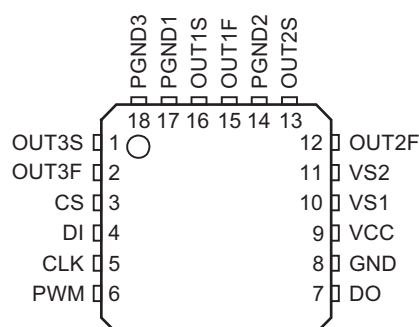 PGND3 PGND1 OUT1S OUT1F PGND2 OUT2S
18 17 16 15 14 13
OUT3S 1 12 OUT2F
OUT3F 2 11 VS2
CS 3 10 VS1
DI 4 9 VCC
CLK 5 8 GND
PWM 6 7 DO